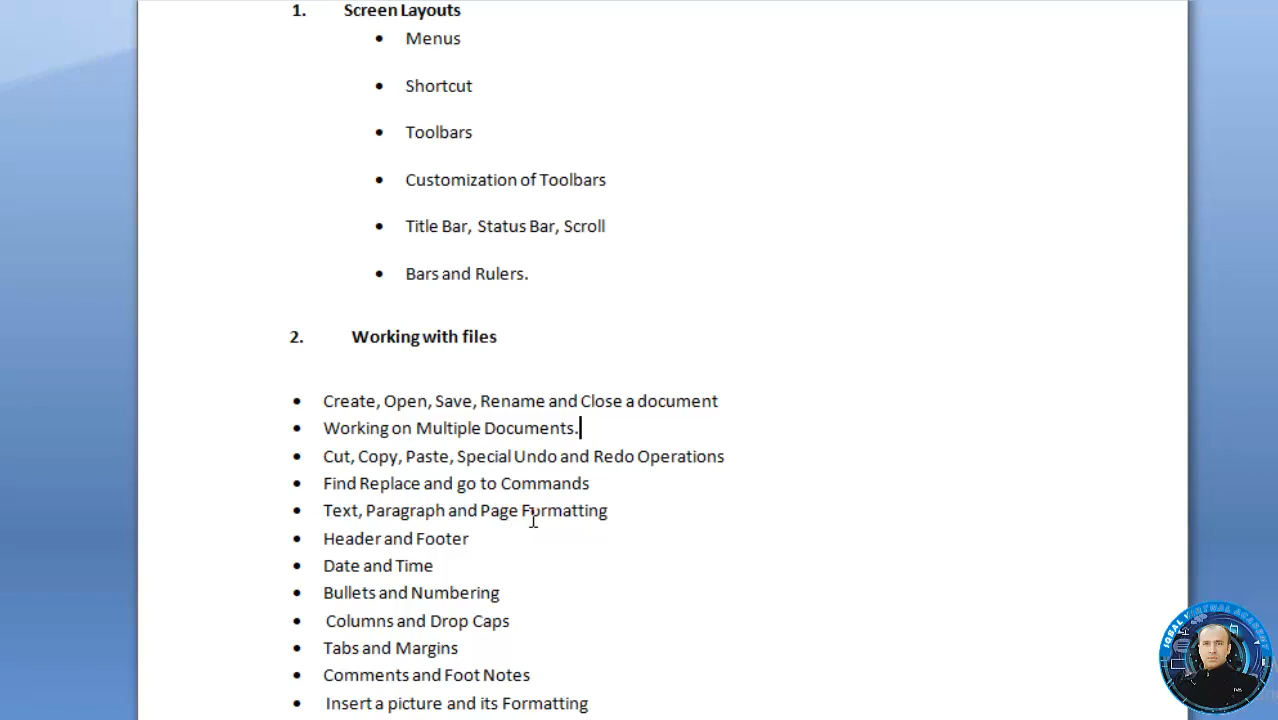 1. Screen Layouts
• Menus
• Shortcut
• Toolbars
• Customization of Toolbars
• Title Bar, Status Bar, Scroll
• Bars and Rulers.
2. Working with files
• Create, Open, Save, Rename and Close a document
• Working on Multiple Documents.
• Cut, Copy, Paste, Special Undo and Redo Operations
• Find Replace and go to Commands
• Text, Paragraph and Page Formatting
• Header and Footer
• Date and Time
• Bullets and Numbering
• Columns and Drop Caps
• Tabs and Margins
• Comments and Foot Notes
• Insert a picture and its Formatting
IQBAL VIRTUAL ACADEMY